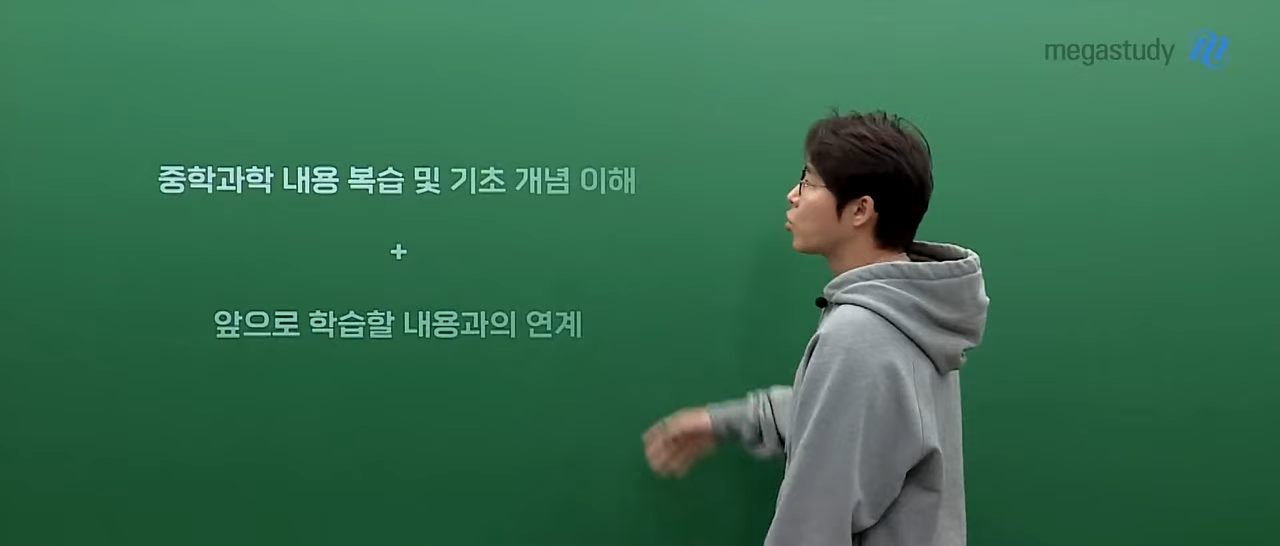 megastudy
중학과학 내용 복습 및 기초 개념 이해
+
앞으로 학습할 내용과의 연계